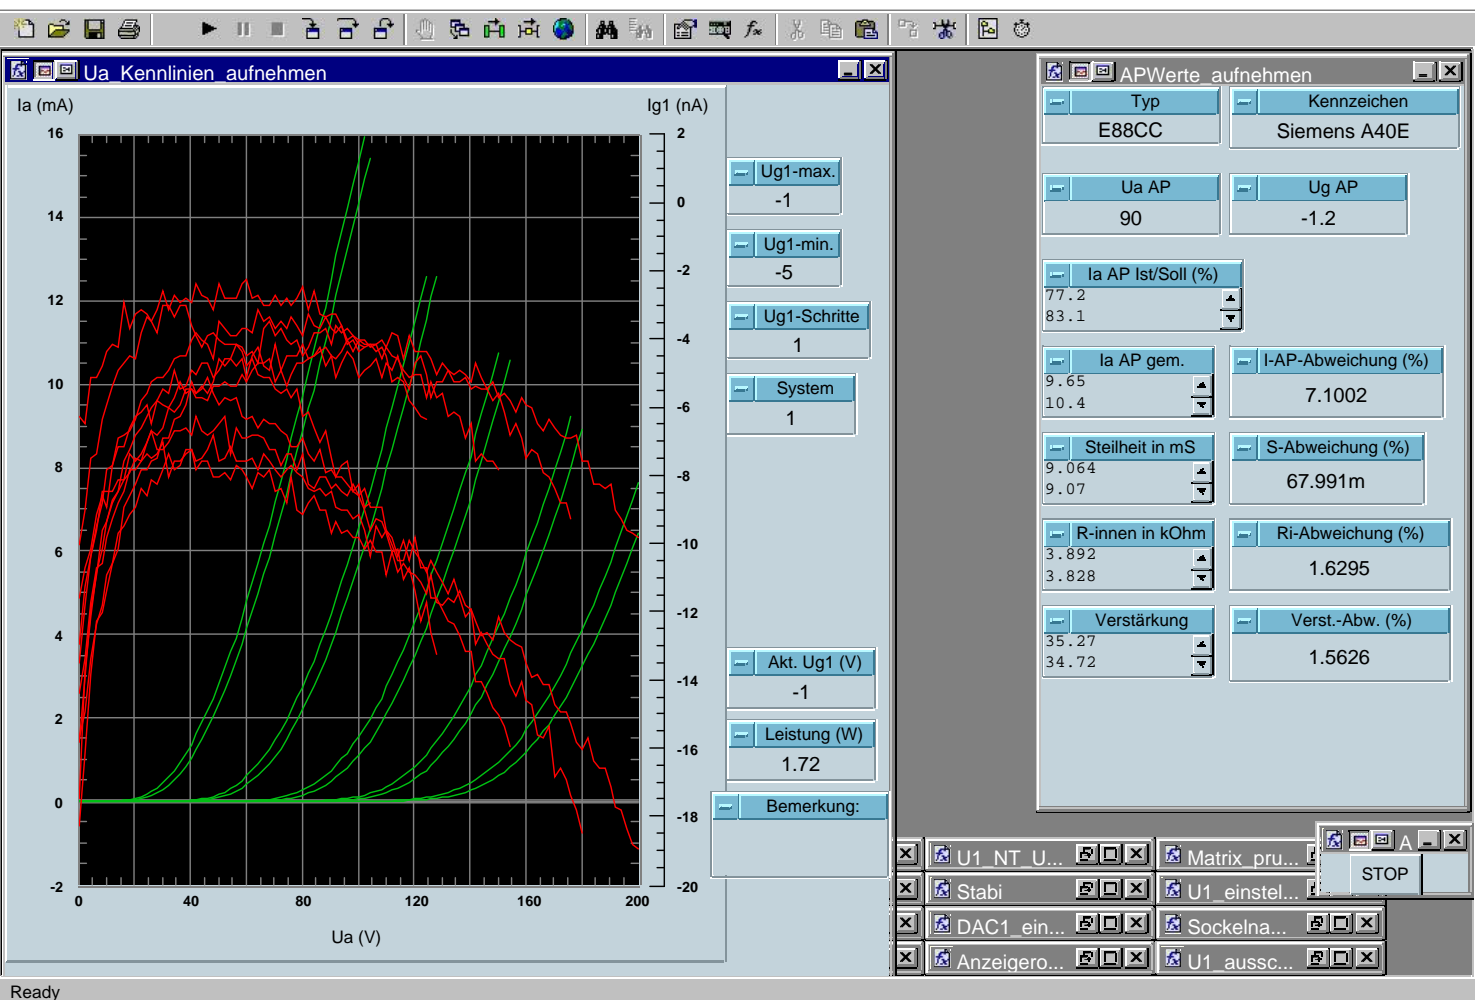 Ua_Kennlinien_aufnehmen
Ia (mA)
Ig1 (nA)
16
14
12
10
8
6
4
2
0
-2
2
0
-2
-4
-6
-8
-10
-12
-14
-16
-18
-20
0
40
80
120
160
200
Ua (V)
Ug1-max.
-1
Ug1-min.
-5
Ug1-Schritte
1
System
1
Akt. Ug1 (V)
-1
Leistung (W)
1.72
Bemerkung:
APWerte_aufnehmen
Typ
E88CC
Kennzeichen
Siemens A40E
Ua AP
90
Ug AP
-1.2
Ia AP Ist/Soll (%)
77.2
83.1
Ia AP gem.
9.65
10.4
I-AP-Abweichung (%)
7.1002
Steilheit in mS
9.064
9.07
S-Abweichung (%)
67.991m
R-innen in kOhm
3.892
3.828
Ri-Abweichung (%)
1.6295
Verstärkung
35.27
34.72
Verst.-Abw. (%)
1.5626
A
STOP
U1_NT_U...
Matrix_pru...
Stabi
U1_einstel...
DAC1_ein...
Sockelna...
Anzeigero...
U1_aussc...
Ready